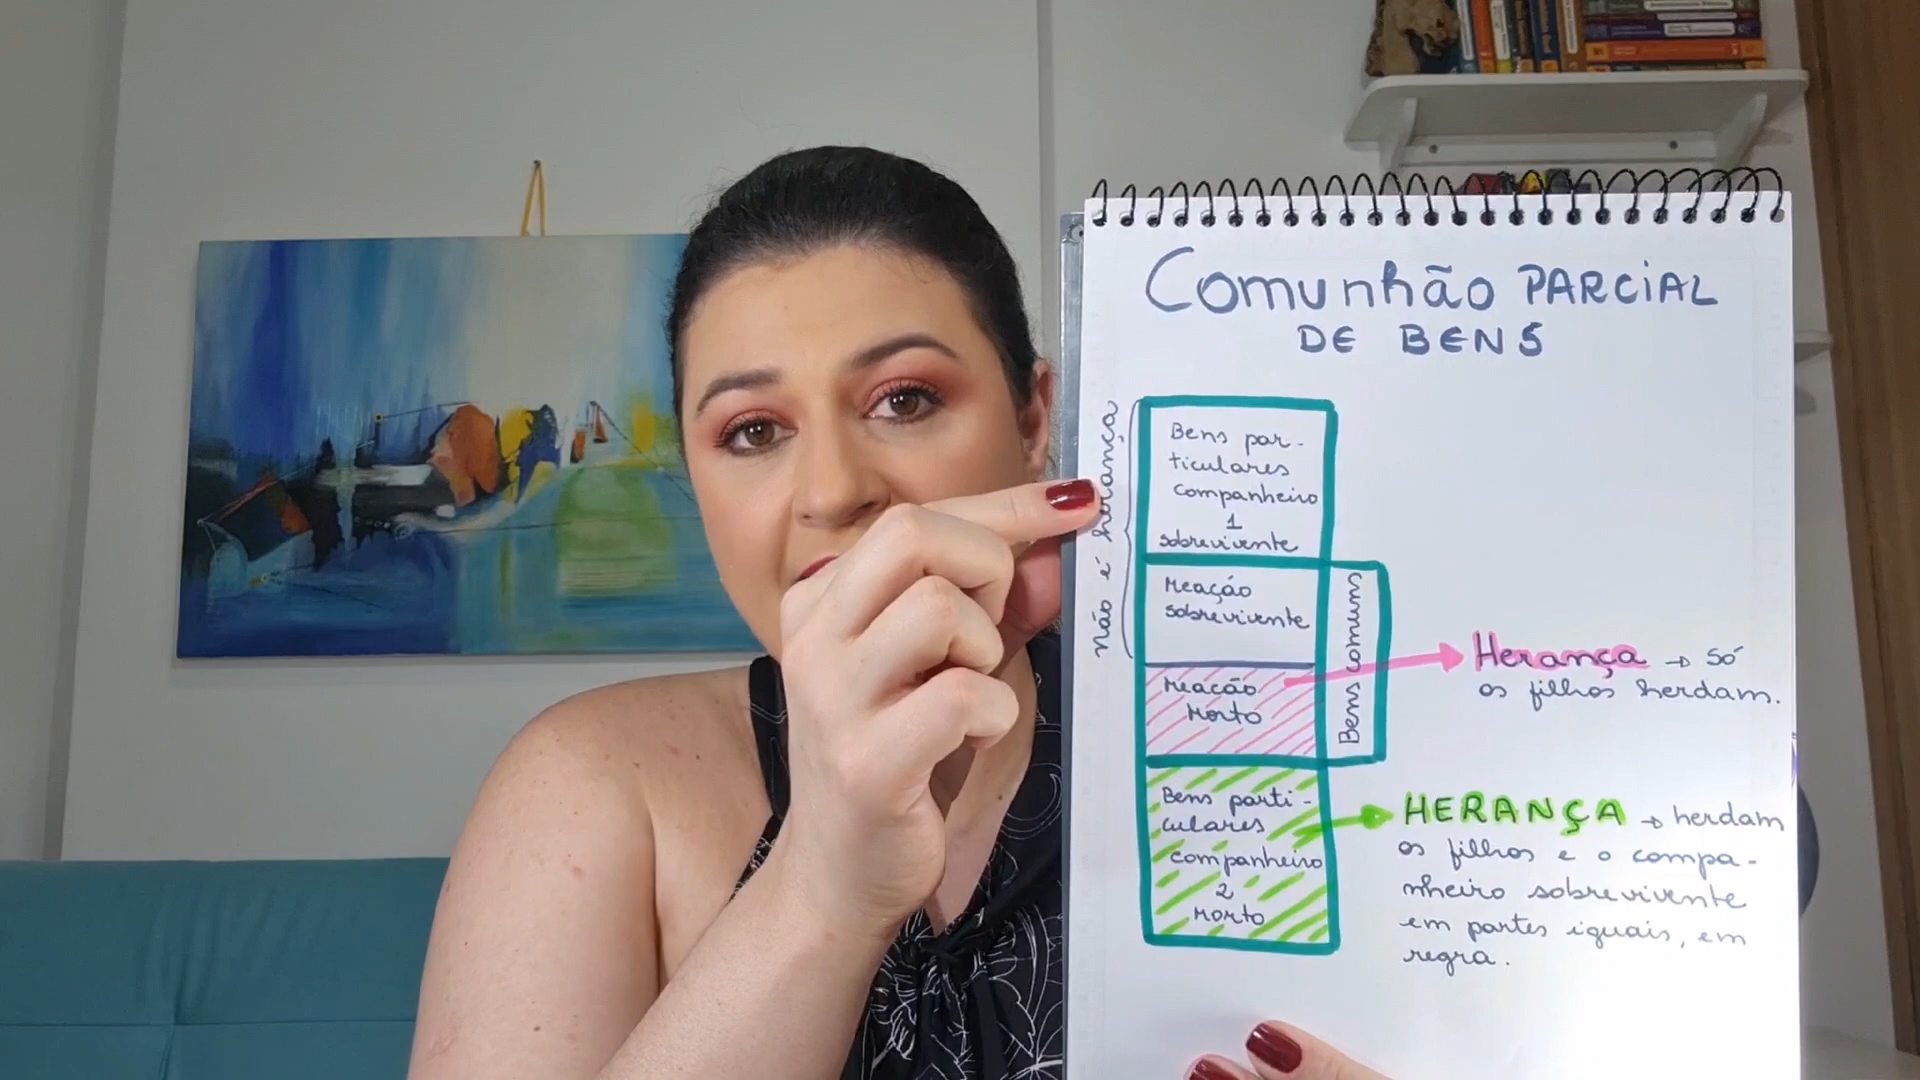 Comunhão PARCIAL
DE BENS
Não é herança
Bens par-
ticulares
companheiro
1
sobrevivente
Meação
sobrevivente
Bens comuns
Meação
Morto
Herança → só
os filhos herdam.
Bens parti-
culares
companheiro
2
Morto
HERANÇA → herdam
os filhos e o compa-
nheiro sobrevivente
em partes iguais, em
regra.